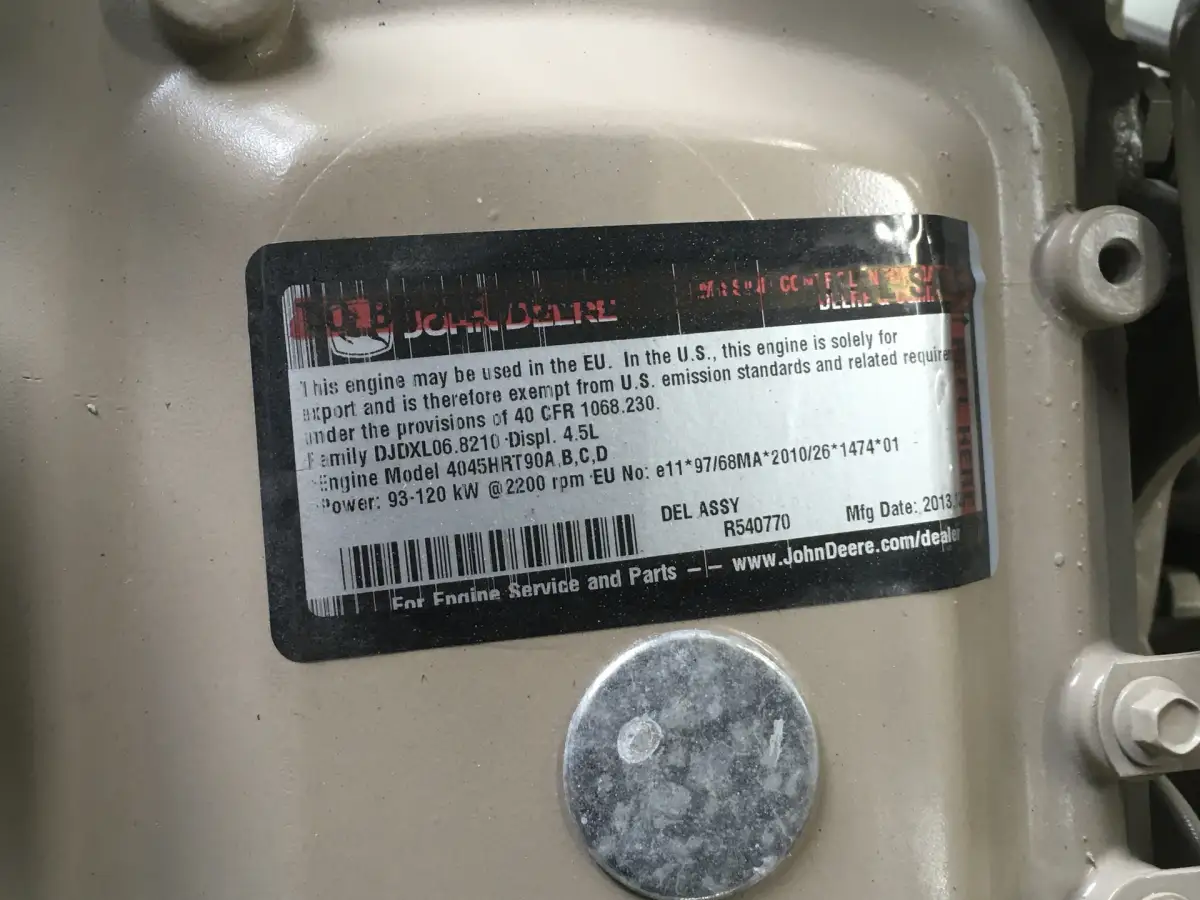 JOHN DEERE
DEERE
This engine may be used in the EU. In the U.S., this engine is solely for
export and is therefore exempt from U.S. emission standards and related
under the provisions of 40 CFR 1068.230.
Family DJDXL06.8210 Displ. 4.5L
Engine Model 4045HRT90A,B,C,D
Power: 93-120 kW @2200 rpm EU No: e11*97/68MA*2010/26*1474*01
DEL ASSY
R540770
Mfg Date: 2013.
For Engine Service and Parts -- www.JohnDeere.com/dealer